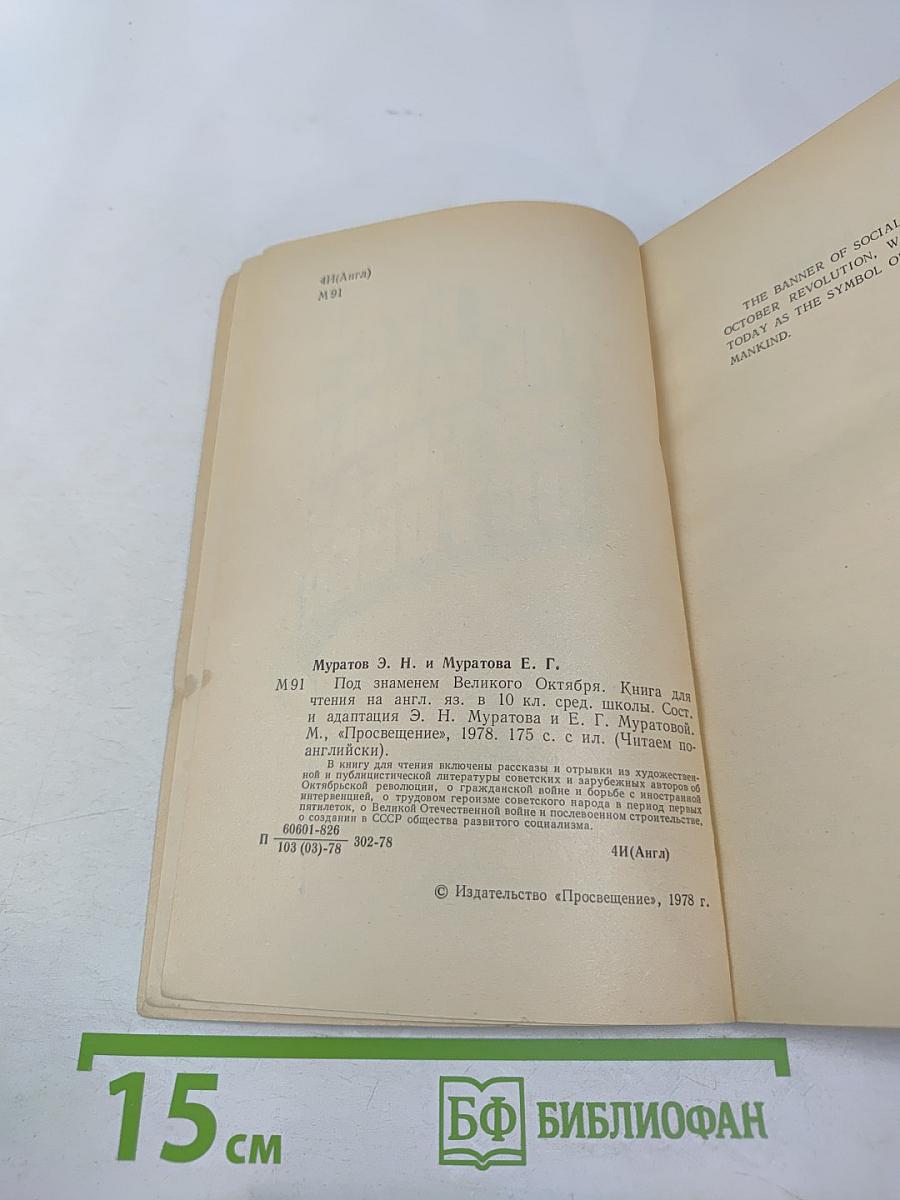 4И(Англ)
М91
Муратов Э. Н. и Муратова Е. Г.
М91 Под знаменем Великого Октября. Книга для
чтения на англ. яз. в 10 кл. сред. школы. Сост.
и адаптация Э. Н. Муратова и Е. Г. Муратовой.
М., «Просвещение», 1978. 175 с. с ил. (Читаем по-
английски).
В книгу для чтения включены рассказы и отрывки из художествен-
ной и публицистической литературы советских и зарубежных авторов об
Октябрьской революции, о гражданской войне и борьбе с иностранной
интервенцией, о трудовом героизме советского народа в период первых
пятилеток, о Великой Отечественной войне и послевоенном строительстве,
о создании в СССР общества развитого социализма.
П 60601-826
103 (03)-78 302-78
4И(Англ)
© Издательство «Просвещение», 1978 г.
THE BANNER OF SOCIAL
OCTOBER REVOLUTION, W
TODAY AS THE SYMBOL O
MANKIND.
15 см
БФ БИБЛИОФАН